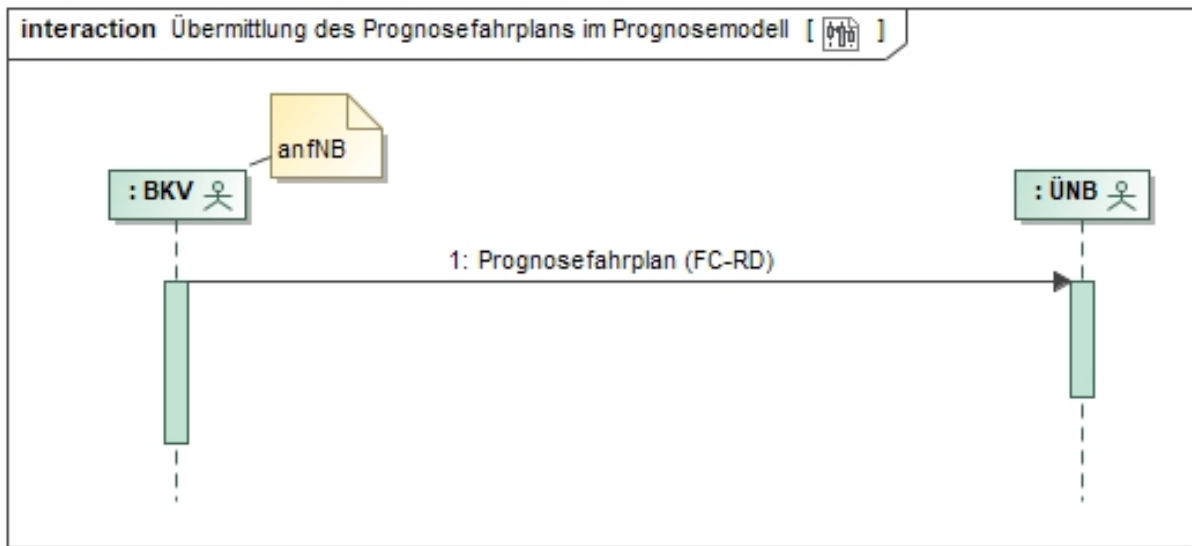 interaction Übermittlung des Prognosefahrplans im Prognosemodell [ ]
anfNB
: BKV
: ÜNB
1: Prognosefahrplan (FC-RD)